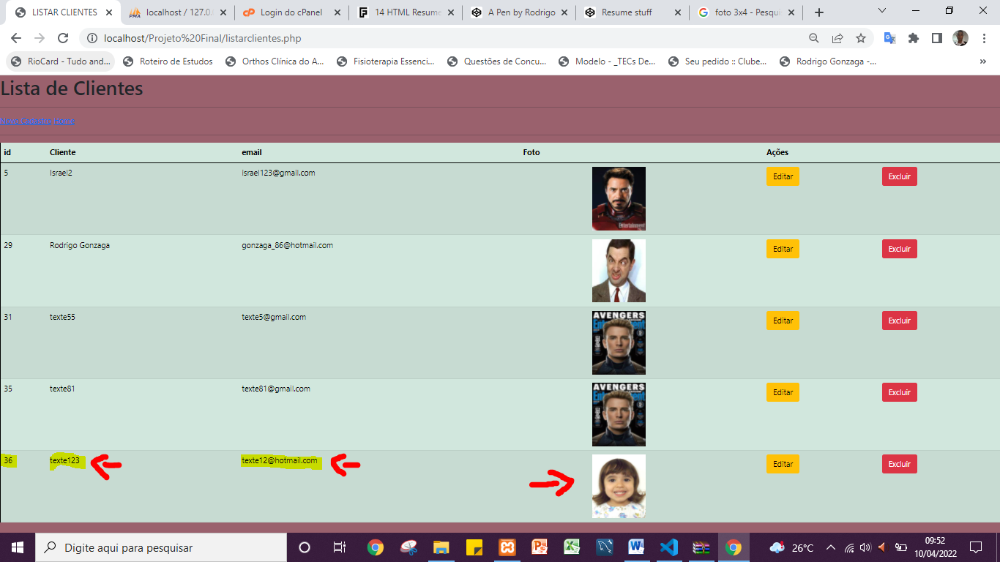 LISTAR CLIENTES
localhost / 127.0.
Login do cPanel
14 HTML Resume
A Pen by Rodrigo
Resume stuff
foto 3x4 - Pesqui
localhost/Projeto%20Final/listarclientes.php
RioCard - Tudo and...
Roteiro de Estudos
Orthos Clínica do A...
Fisioterapia Essenci...
Questões de Concu...
Modelo - _TECs De...
Seu pedido :: Clube...
Rodrigo Gonzaga -...
»
Lista de Clientes
Novo Cadastro Home
id Cliente email Foto Ações
5 Israel2 israel123@gmail.com Editar Excluir
29 Rodrigo Gonzaga gonzaga_86@hotmail.com Editar Excluir
31 texte55 texte5@gmail.com AVENGERS Editar Excluir
35 texte81 texte81@gmail.com AVENGERS Editar Excluir
36 texte123 texte12@hotmail.com Editar Excluir
Digite aqui para pesquisar
26°C
09:52
10/04/2022